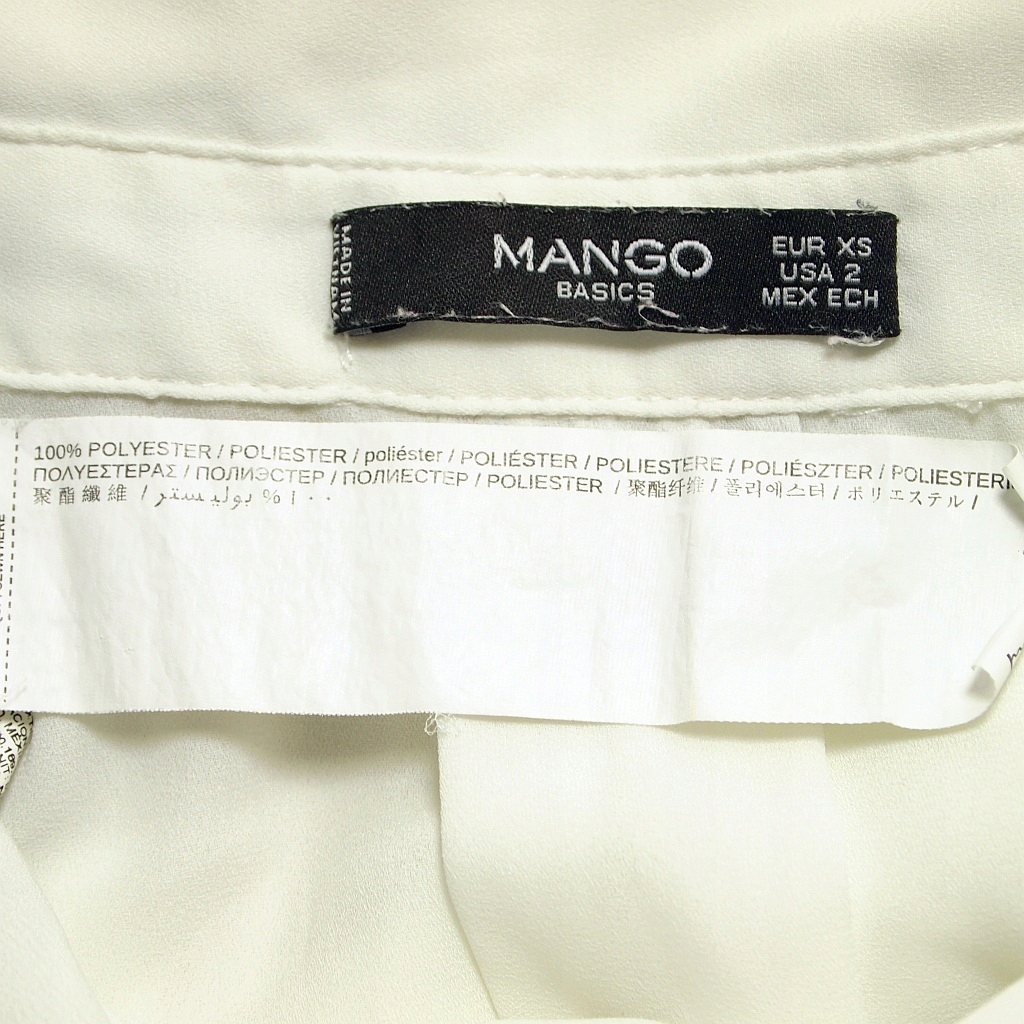 MADE IN
MANGO
BASICS
EUR XS
USA 2
MEX ECH
100% POLYESTER / POLIESTER / poliéster / POLIÉSTER / POLIESTERE / POLIÉSZTER /
ΠΟΛΥΕΣΤΕΡΑΣ / ПОЛИЭСТЕР / ПОЛИЕСТЕР / POLIESTER / 聚酯纤维 / 폴리에스터 / ポリエステル /
聚酯纖維 / ١٠٠ % بوليستر